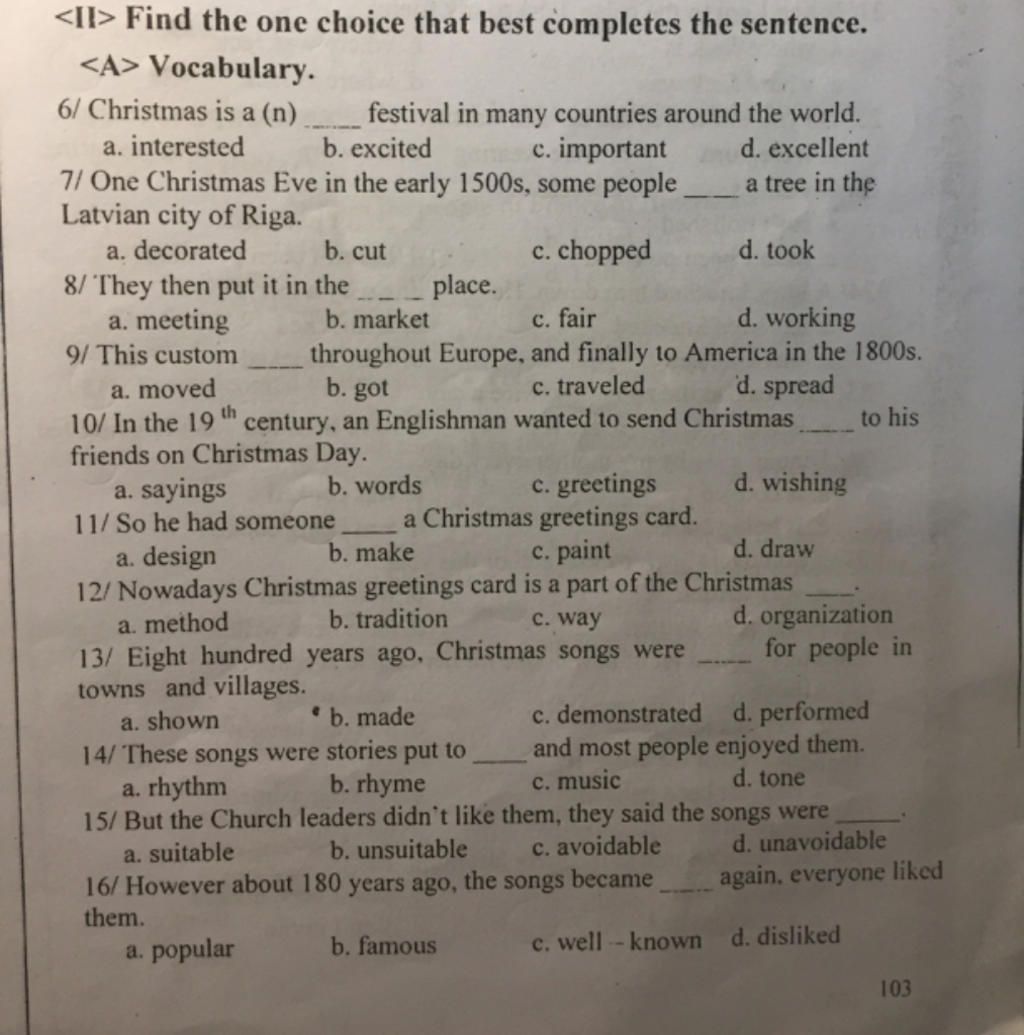 <II> Find the one choice that best completes the sentence.
<A> Vocabulary.
6/ Christmas is a (n) _____ festival in many countries around the world.
a. interested b. excited c. important d. excellent
7/ One Christmas Eve in the early 1500s, some people _____ a tree in the
Latvian city of Riga.
a. decorated b. cut c. chopped d. took
8/ They then put it in the _____ place.
a. meeting b. market c. fair d. working
9/ This custom _____ throughout Europe, and finally to America in the 1800s.
a. moved b. got c. traveled d. spread
10/ In the 19 th century, an Englishman wanted to send Christmas _____ to his
friends on Christmas Day.
a. sayings b. words c. greetings d. wishing
11/ So he had someone _____ a Christmas greetings card.
a. design b. make c. paint d. draw
12/ Nowadays Christmas greetings card is a part of the Christmas _____.
a. method b. tradition c. way d. organization
13/ Eight hundred years ago, Christmas songs were _____ for people in
towns and villages.
a. shown b. made c. demonstrated d. performed
14/ These songs were stories put to _____ and most people enjoyed them.
a. rhythm b. rhyme c. music d. tone
15/ But the Church leaders didn't like them, they said the songs were _____.
a. suitable b. unsuitable c. avoidable d. unavoidable
16/ However about 180 years ago, the songs became _____ again, everyone liked
them.
a. popular b. famous c. well - known d. disliked
103